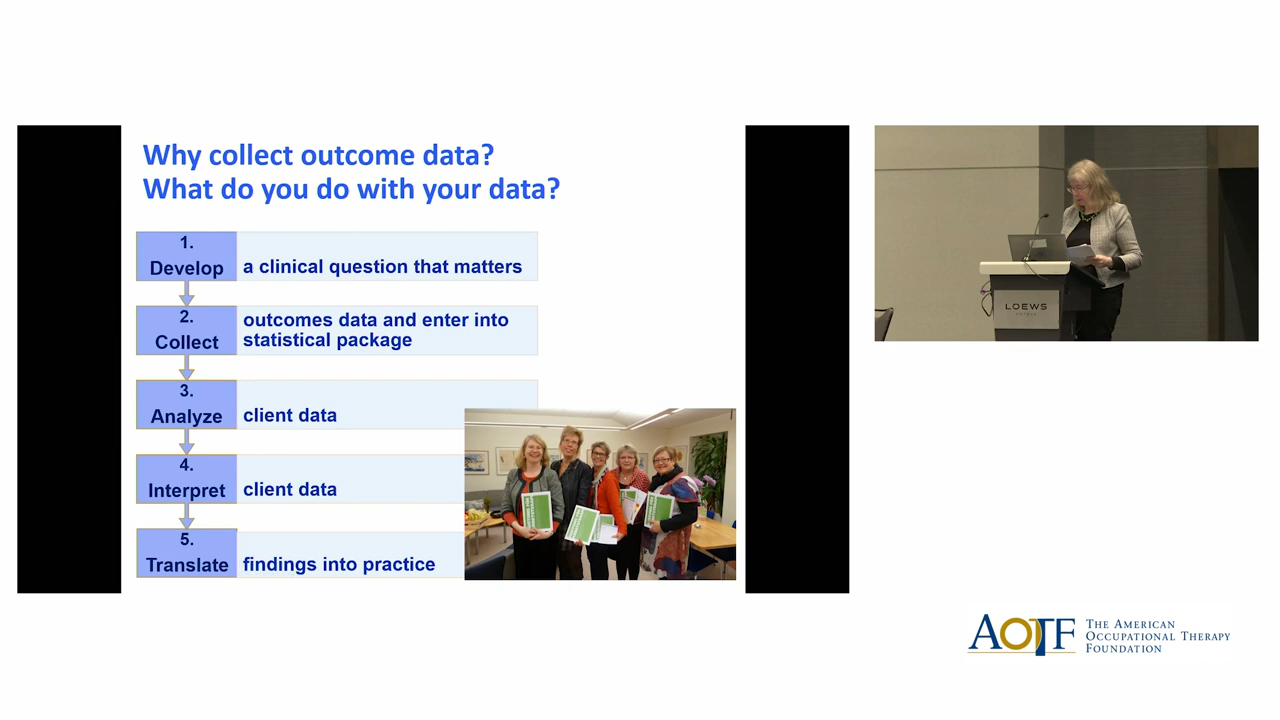 Why collect outcome data?
What do you do with your data?
1.
Develop
a clinical question that matters
2.
Collect
outcomes data and enter into
statistical package
3.
Analyze
client data
4.
Interpret
client data
5.
Translate
findings into practice
LOEWS
HOTELS
AOTF
THE AMERICAN
OCCUPATIONAL THERAPY
FOUNDATION